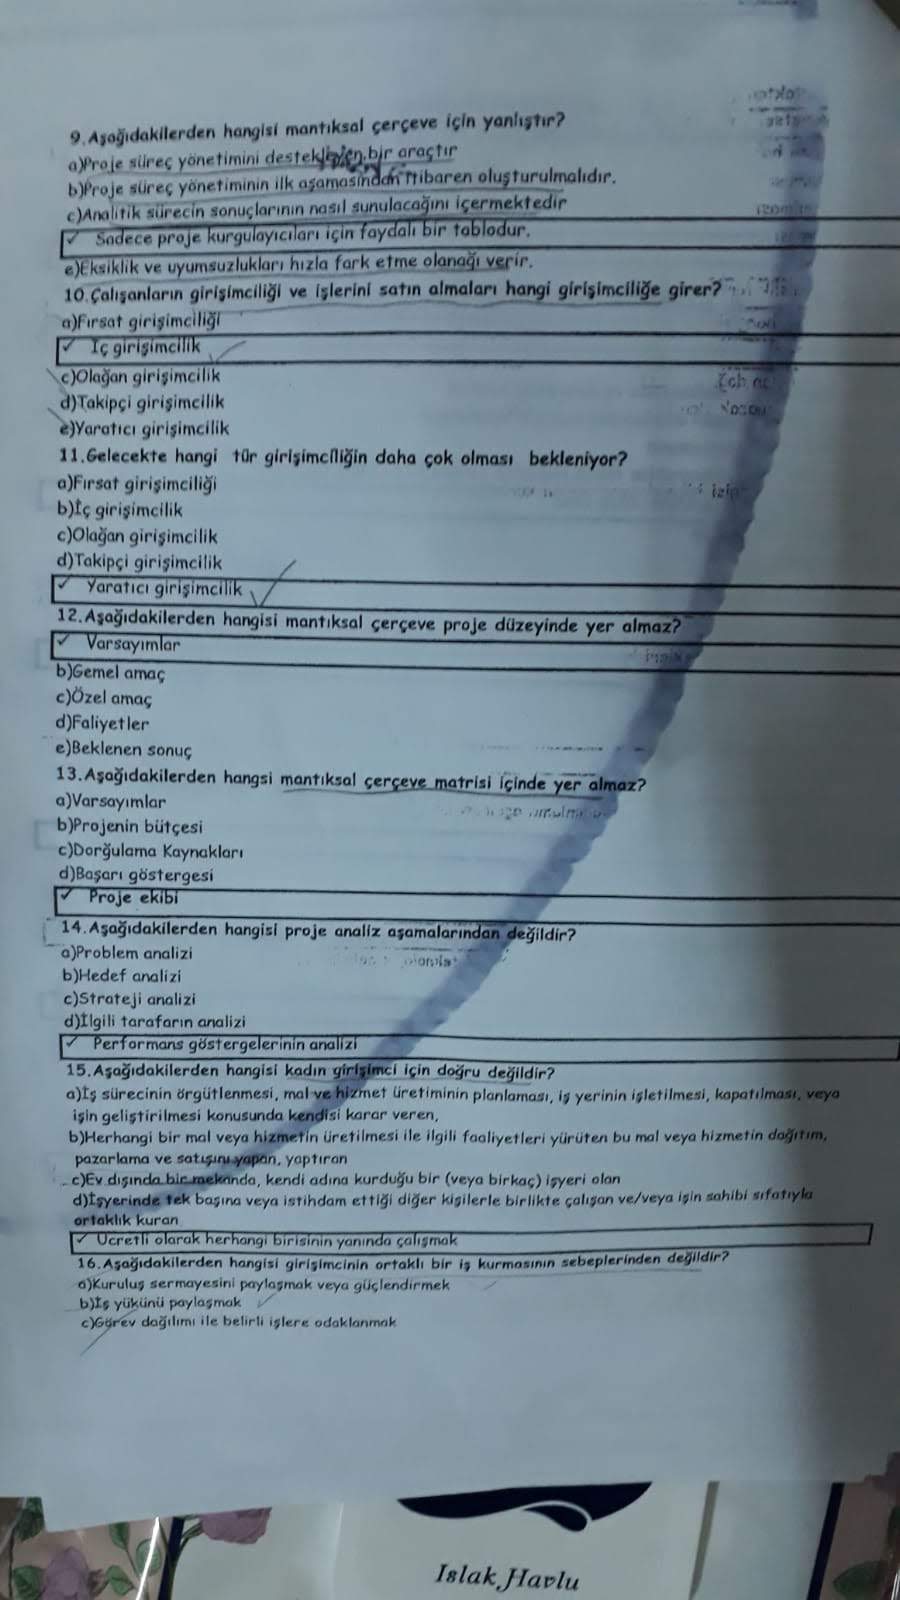 9.Aşağıdakilerden hangisi mantıksal çerçeve için yanlıştır?
a)Proje süreç yönetimini destekleyen bir araçtır
b)Proje süreç yönetiminin ilk aşamasından itibaren oluşturulmalıdır.
c)Analitik sürecin sonuçlarının nasıl sunulacağını içermektedir
✓ Sadece proje kurgulayıcıları için faydalı bir tablodur.
e)Eksiklik ve uyumsuzlukları hızla fark etme olanağı verir.
10.Çalışanların girişimciliği ve işlerini satın almaları hangi girişimciliğe girer?
a)Fırsat girişimciliği
✓ İç girişimcilik
c)Olağan girişimcilik
d)Takipçi girişimcilik
e)Yaratıcı girişimcilik
11.Gelecekte hangi tür girişimciliğin daha çok olması bekleniyor?
a)Fırsat girişimciliği
b)İç girişimcilik
c)Olağan girişimcilik
d)Takipçi girişimcilik
✓ Yaratıcı girişimcilik
12.Aşağıdakilerden hangisi mantıksal çerçeve proje düzeyinde yer almaz?
✓ Varsayımlar
b)Gemel amaç
c)Özel amaç
d)Faliyetler
e)Beklenen sonuç
13.Aşağıdakilerden hangsi mantıksal çerçeve matrisi içinde yer almaz?
a)Varsayımlar
b)Projenin bütçesi
c)Dorğulama Kaynakları
d)Başarı göstergesi
✓ Proje ekibi
14.Aşağıdakilerden hangisi proje analiz aşamalarından değildir?
a)Problem analizi
b)Hedef analizi
c)Strateji analizi
d)İlgili tarafarın analizi
✓ Performans göstergelerinin analizi
15.Aşağıdakilerden hangisi kadın girişimci için doğru değildir?
a)İş sürecinin örgütlenmesi, mal ve hizmet üretiminin planlaması, iş yerinin işletilmesi, kapatılması, veya
işin geliştirilmesi konusunda kendisi karar veren,
b)Herhangi bir mal veya hizmetin üretilmesi ile ilgili faaliyetleri yürüten bu mal veya hizmetin dağıtım,
pazarlama ve satışını yapan, yaptıran
c)Ev dışında bir mekanda, kendi adına kurduğu bir (veya birkaç) işyeri olan
d)İşyerinde tek başına veya istihdam ettiği diğer kişilerle birlikte çalışan ve/veya işin sahibi sıfatıyla
ortaklık kuran
✓ Ücretli olarak herhangi birisinin yanında çalışmak
16.Aşağıdakilerden hangisi girişimcinin ortaklı bir iş kurmasının sebeplerinden değildir?
a)Kuruluş sermayesini paylaşmak veya güçlendirmek
b)İş yükünü paylaşmak
c)Görev dağılımı ile belirli işlere odaklanmak
Islak Havlu